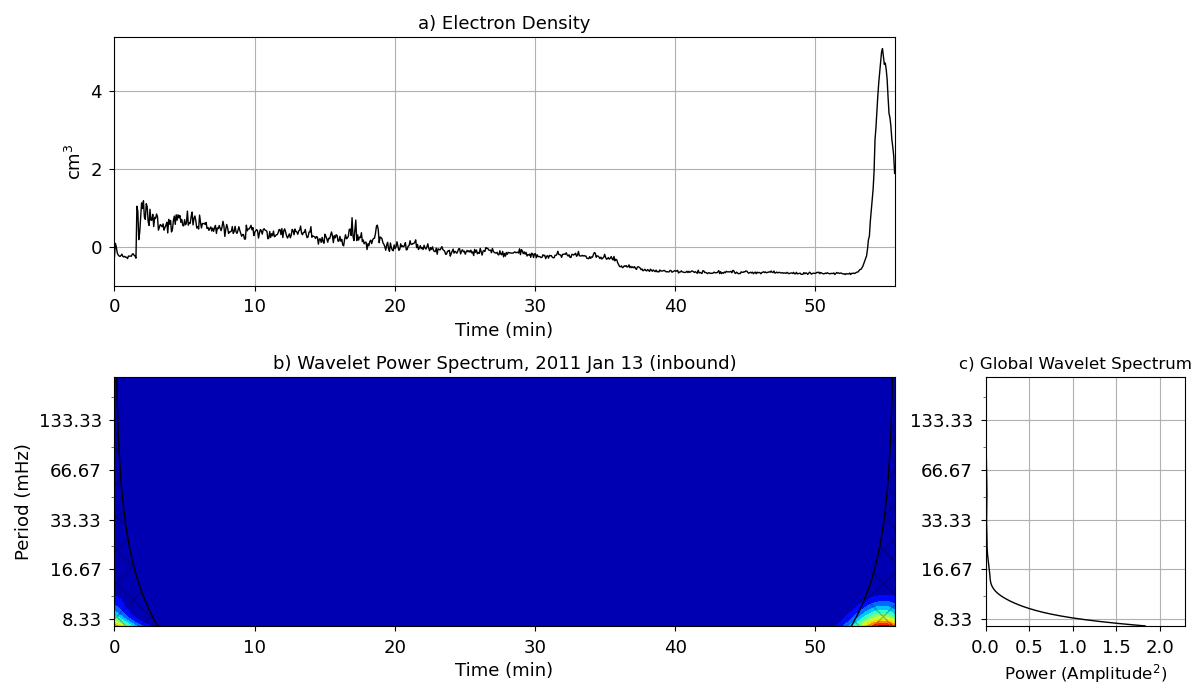 a) Electron Density
4
2
0
cm³
0 10 20 30 40 50
Time (min)
b) Wavelet Power Spectrum, 2011 Jan 13 (inbound)
c) Global Wavelet Spectrum
133.33
66.67
33.33
16.67
8.33
Period (mHz)
133.33
66.67
33.33
16.67
8.33
0 10 20 30 40 50
Time (min)
0.0 0.5 1.0 1.5 2.0
Power (Amplitude²)